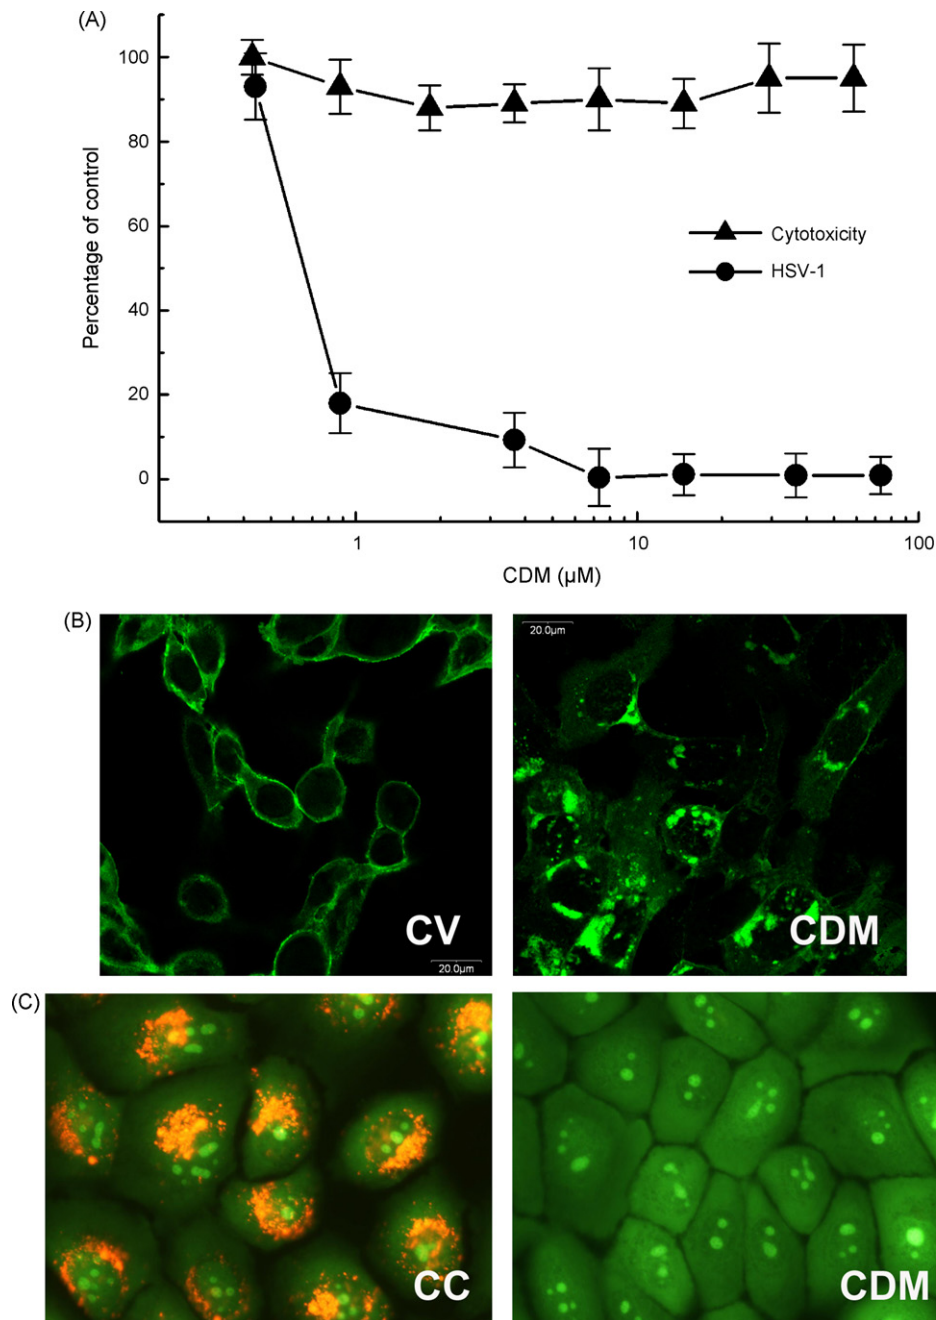 (A)
100
80
60
40
20
0
Percentage of control
Cytotoxicity
HSV-1
1
10
100
CDM (µM)
(B)
CV
20.0µm
20.0µm
CDM
(C)
CC
CDM